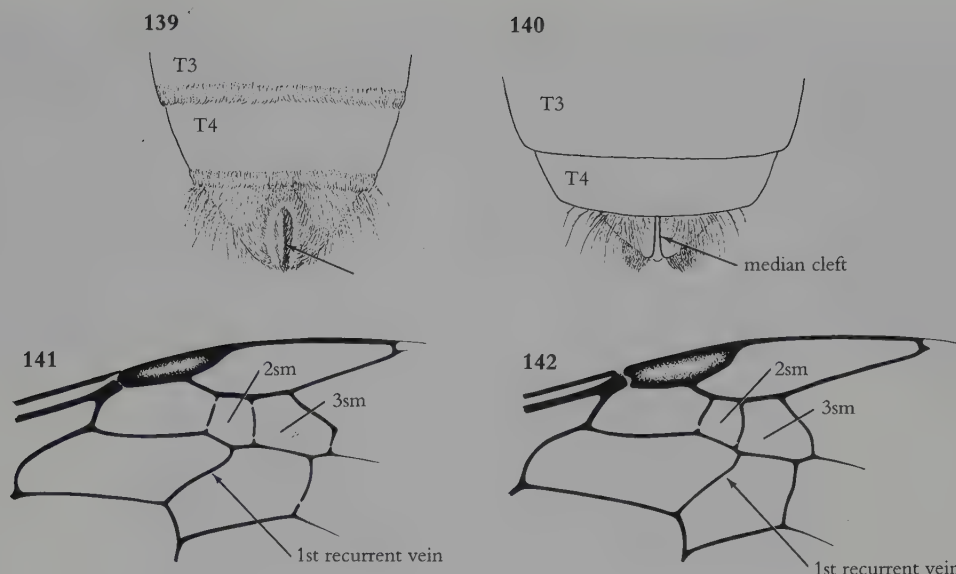 139
T3
T4
140
T3
T4
median cleft
141
2sm
3sm
1st recurrent vein
142
2sm
3sm
1st recurrent vein